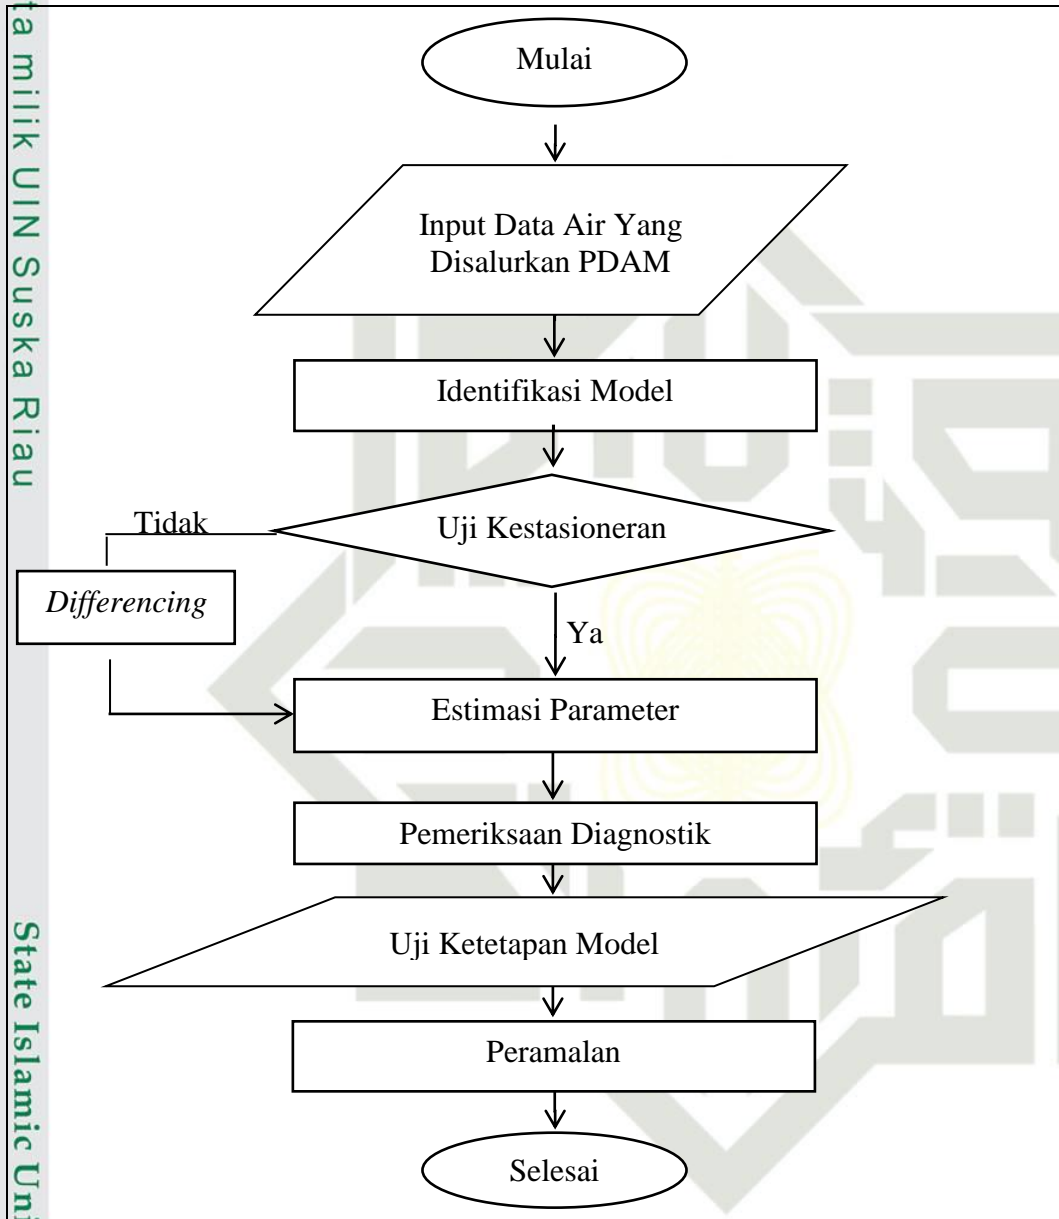 ta milik UIN Suska Riau
State Islamic Uni
Mulai
Input Data Air Yang
Disalurkan PDAM
Identifikasi Model
Uji Kestasioneran
Tidak
Differencing
Ya
Estimasi Parameter
Pemeriksaan Diagnostik
Uji Ketetapan Model
Peramalan
Selesai